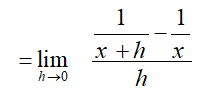 = lim h→0 (1/(x + h) − 1/x)/h